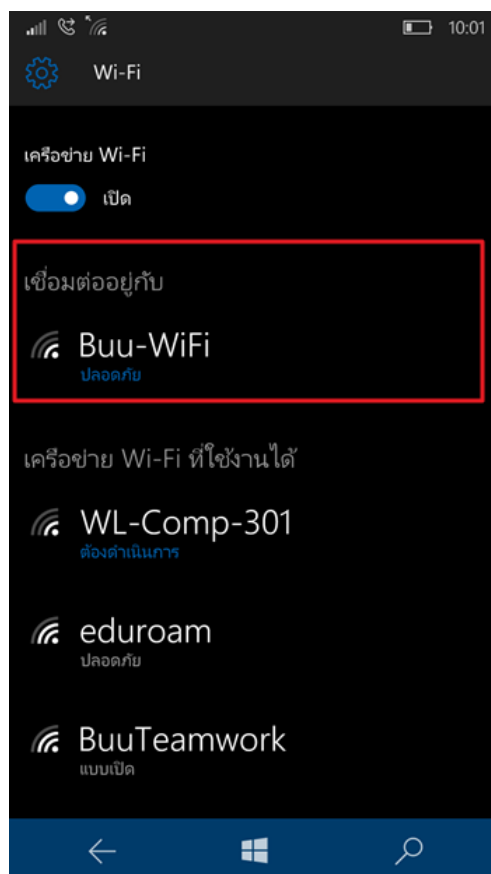 10:01
Wi-Fi
เครือข่าย Wi-Fi
เปิด
เชื่อมต่ออยู่กับ
Buu-WiFi
ปลอดภัย
เครือข่าย Wi-Fi ที่ใช้งานได้
WL-Comp-301
ต้องดำเนินการ
eduroam
ปลอดภัย
BuuTeamwork
แบบเปิด